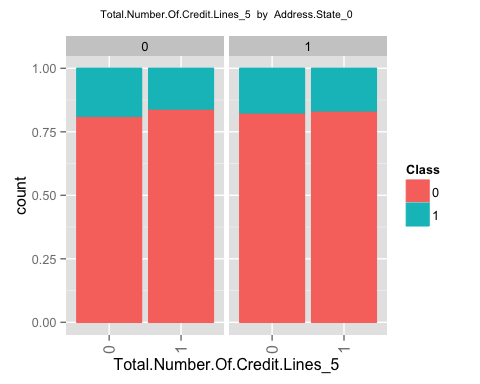 Total.Number.Of.Credit.Lines_5 by Address.State_0
0 1
1.00
0.75
0.50
0.25
0.00
count
0 1 0 1
Total.Number.Of.Credit.Lines_5
Class
0
1